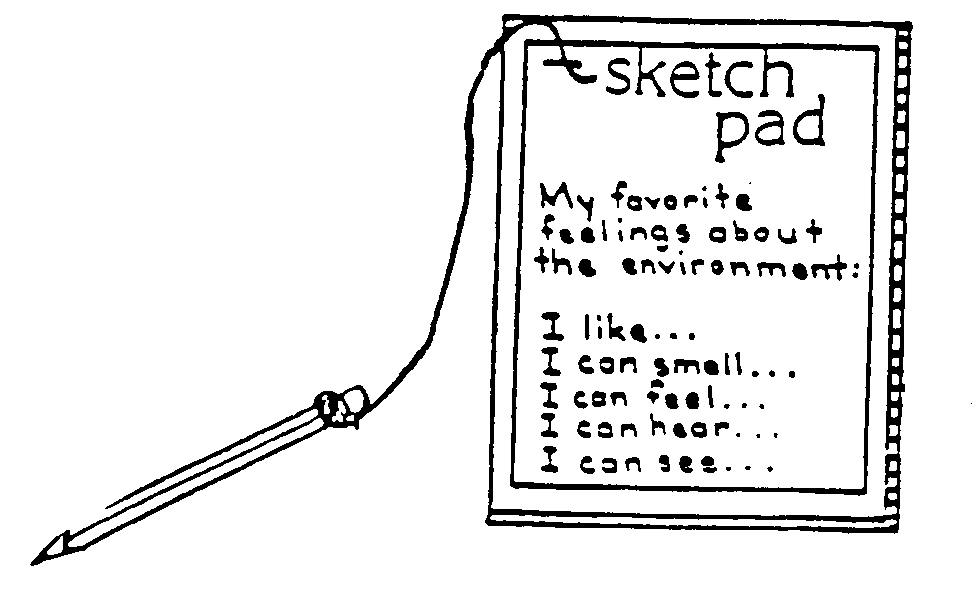 sketch
pad
My favorite
feelings about
the environment:
I like...
I can smell...
I can feel...
I can hear...
I can see...